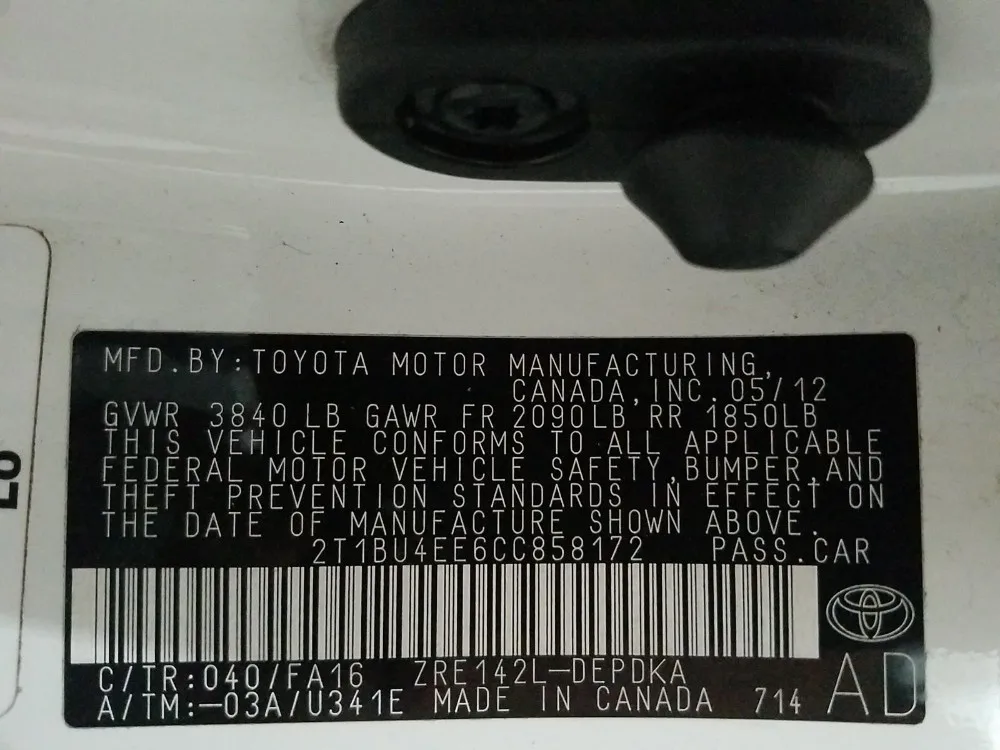 MFD.BY:TOYOTA MOTOR MANUFACTURING,
CANADA,INC.05/12
GVWR 3840 LB GAWR FR 2090LB RR 1850LB
THIS VEHICLE CONFORMS TO ALL APPLICABLE
FEDERAL MOTOR VEHICLE SAFETY,BUMPER,AND
THEFT PREVENTION STANDARDS IN EFFECT ON
THE DATE OF MANUFACTURE SHOWN ABOVE.
2T1BU4EE6CC858172 PASS.CAR
C/TR:040/FA16 ZRE142L-DEPDKA
A/TM:-03A/U341E MADE IN CANADA 714 AD